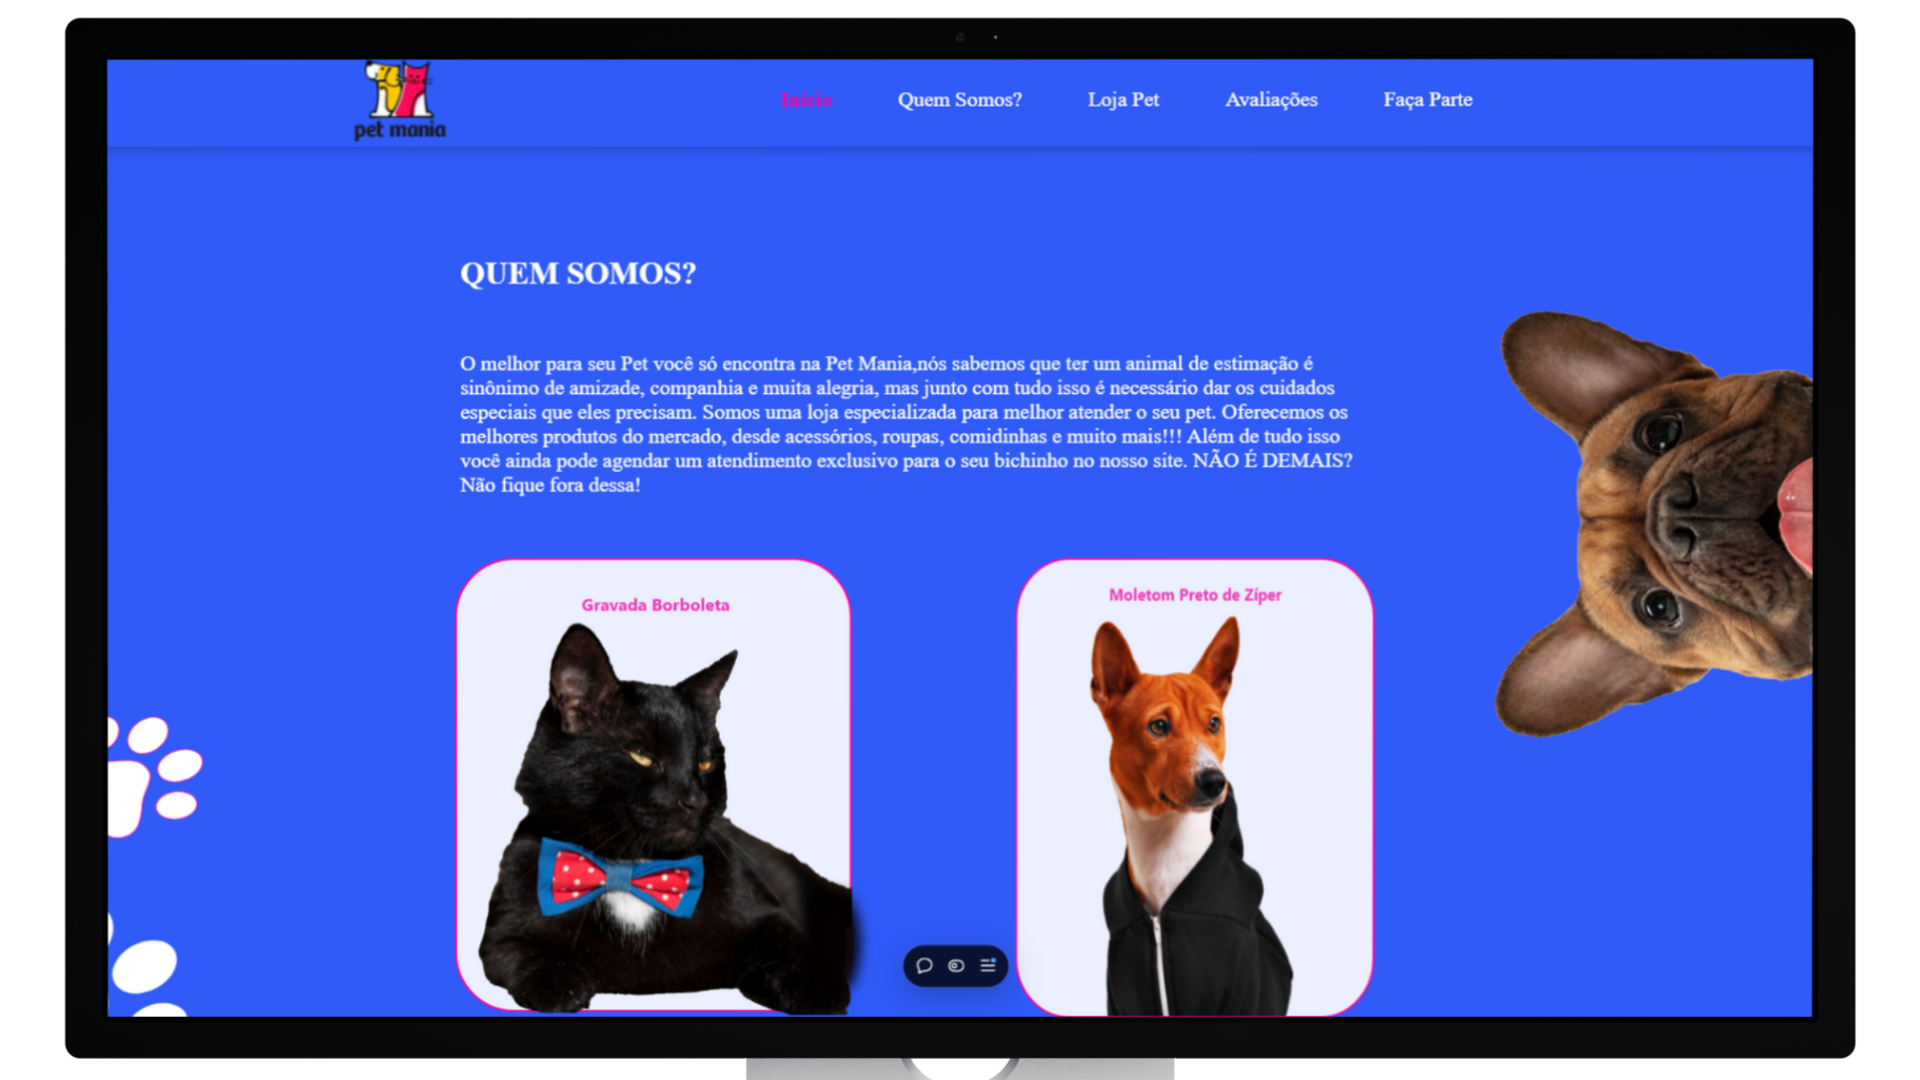 pet mania
Início
Quem Somos?
Loja Pet
Avaliações
Faça Parte
QUEM SOMOS?
O melhor para seu Pet você só encontra na Pet Mania,nós sabemos que ter um animal de estimação é
sinônimo de amizade, companhia e muita alegria, mas junto com tudo isso é necessário dar os cuidados
especiais que eles precisam. Somos uma loja especializada para melhor atender o seu pet. Oferecemos os
melhores produtos do mercado, desde acessórios, roupas, comidinhas e muito mais!!! Além de tudo isso
você ainda pode agendar um atendimento exclusivo para o seu bichinho no nosso site. NÃO É DEMAIS?
Não fique fora dessa!
Gravada Borboleta
Moletom Preto de Zíper